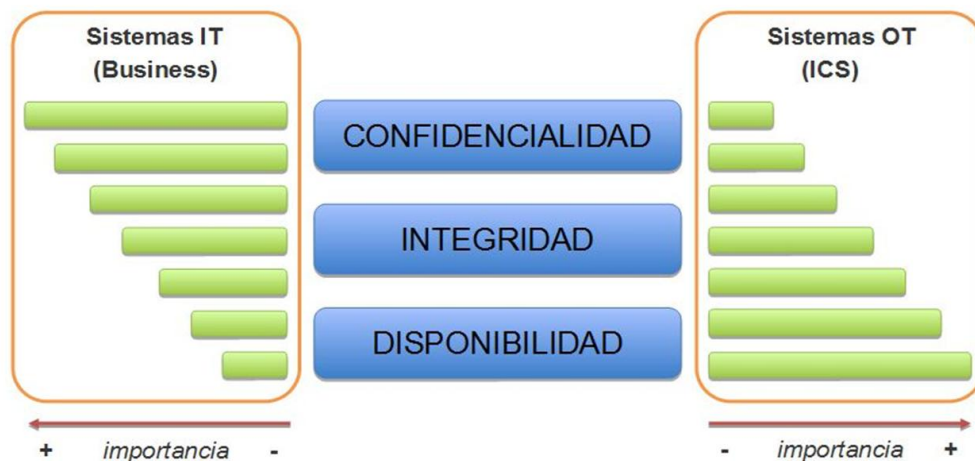 Sistemas IT
(Business)
Sistemas OT
(ICS)
CONFIDENCIALIDAD
INTEGRIDAD
DISPONIBILIDAD
+ importancia -
- importancia +